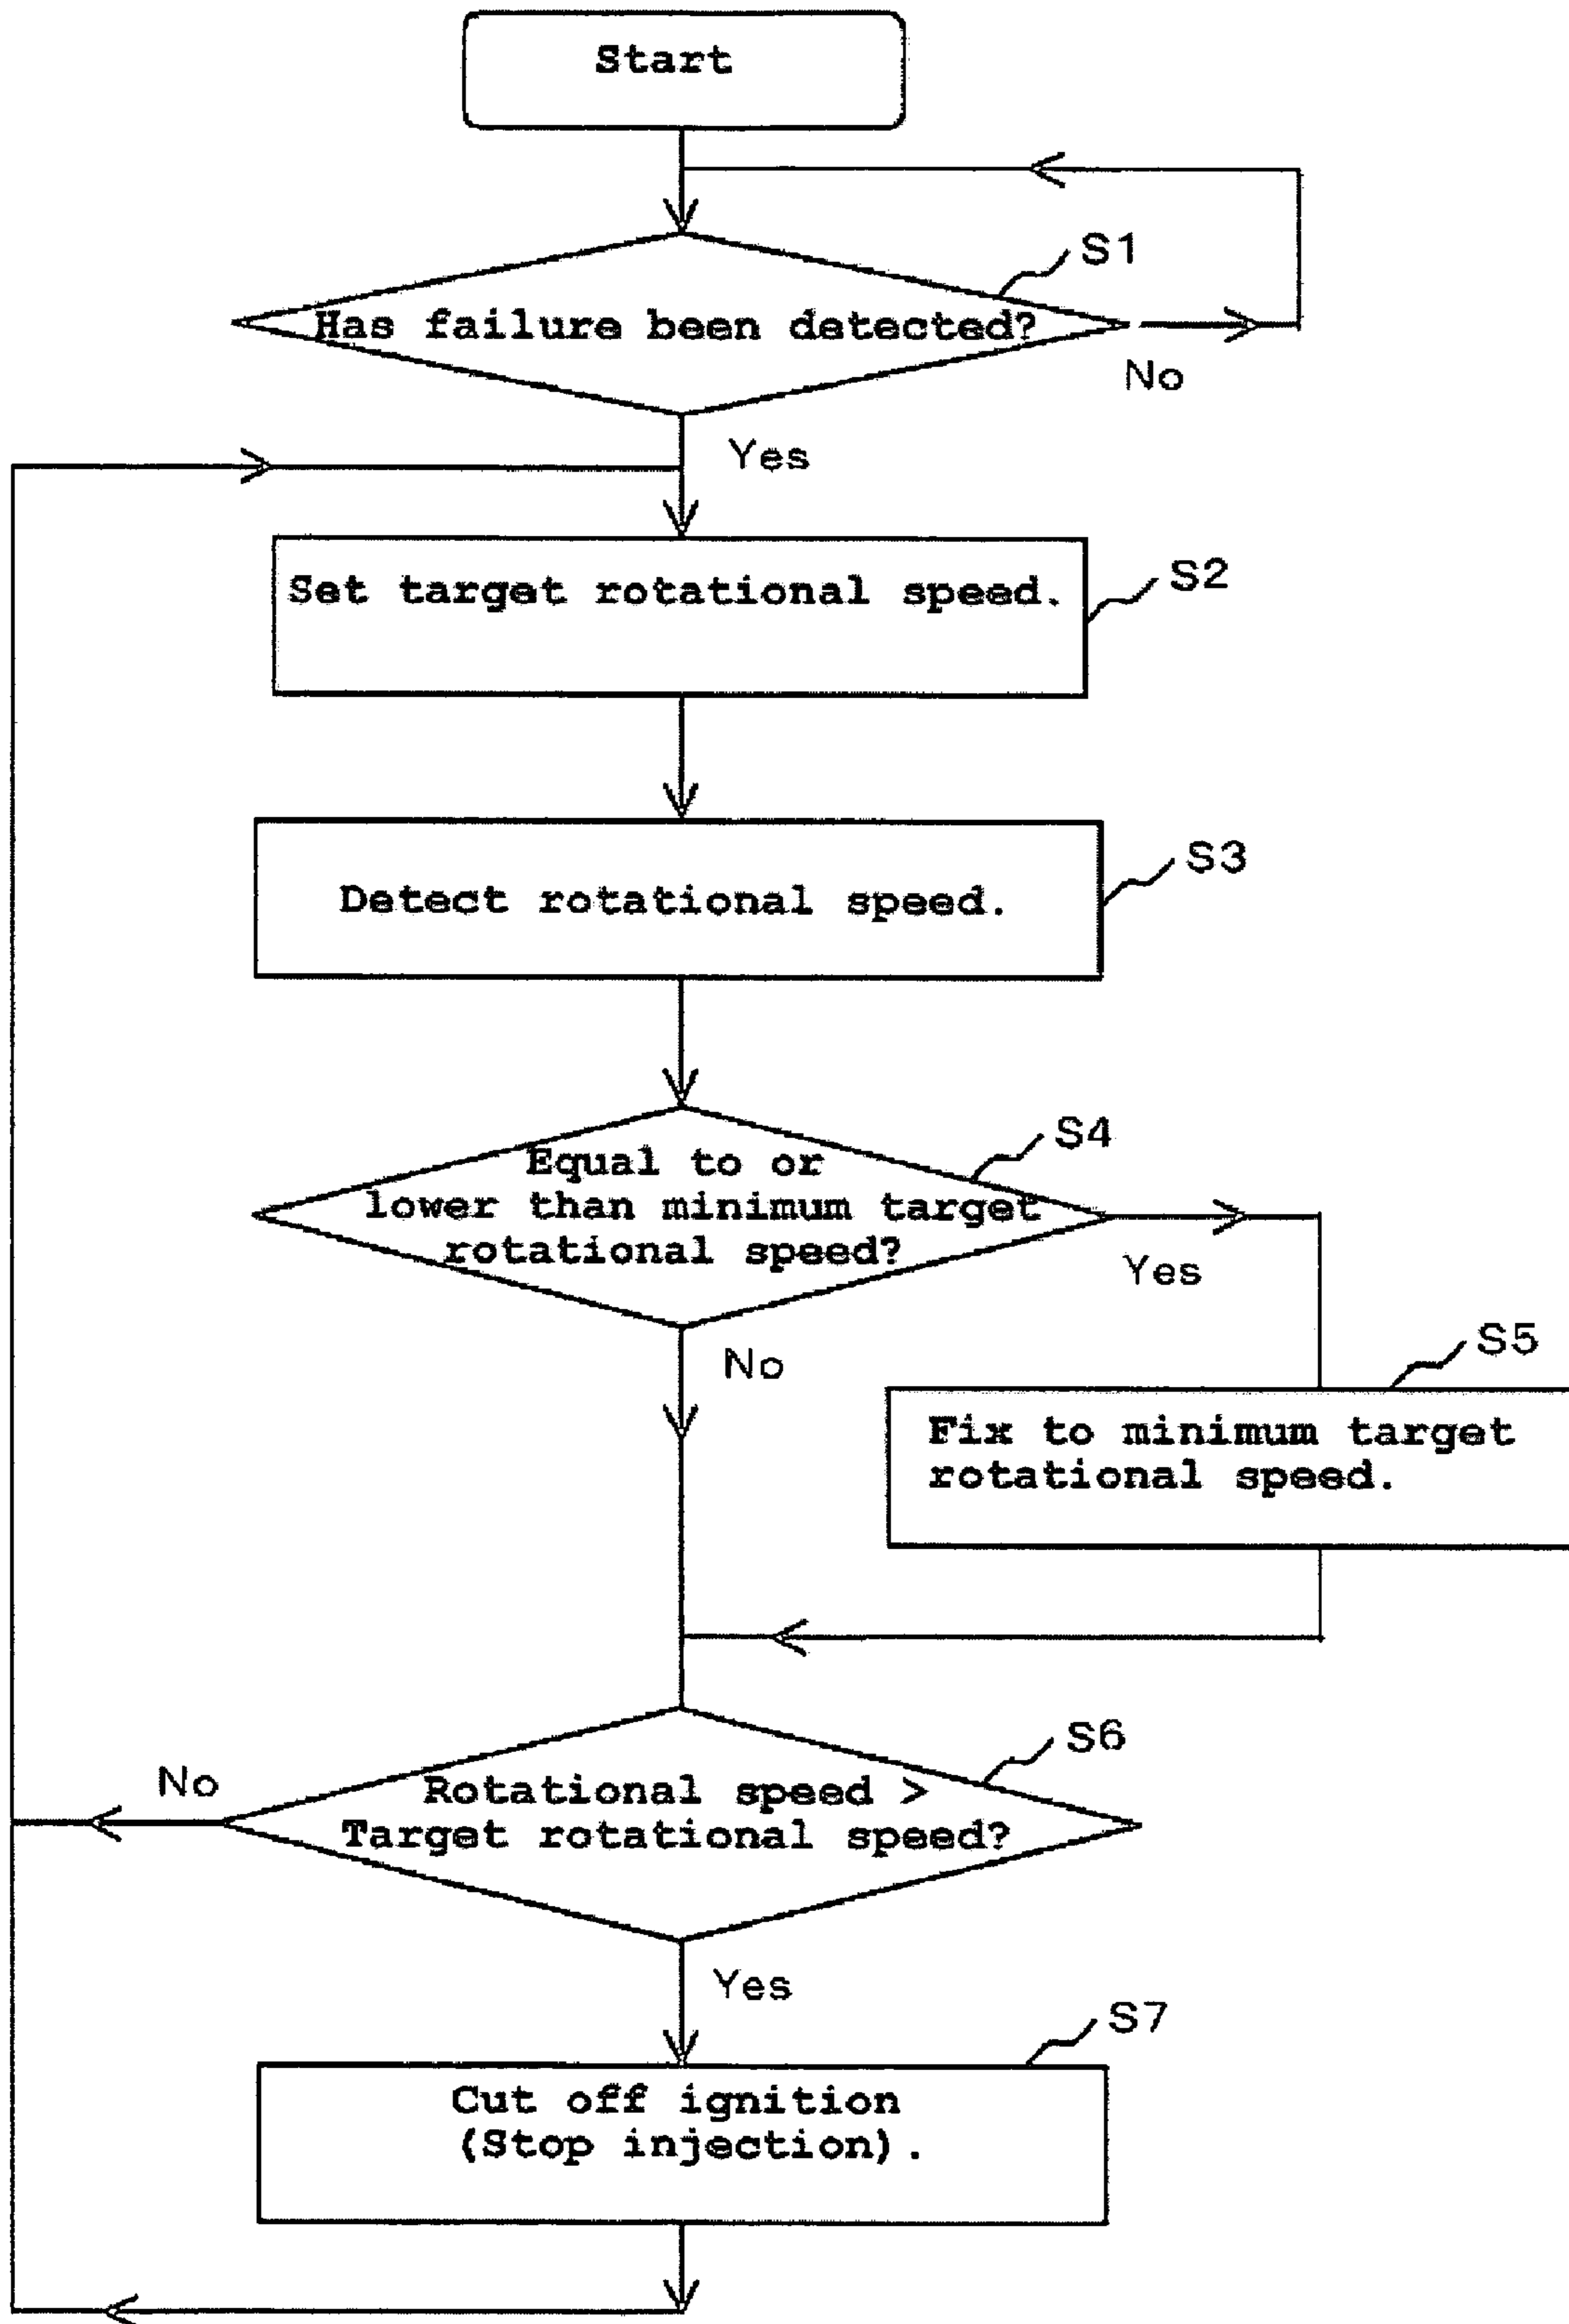 Start
S1
Has failure been detected?
No
Yes
Set target rotational speed.
S2
Detect rotational speed.
S3
S4
Equal to or
lower than minimum target
rotational speed?
Yes
No
S5
Fix to minimum target
rotational speed.
S6
No
Rotational speed >
Target rotational speed?
Yes
S7
Cut off ignition
(Stop injection).